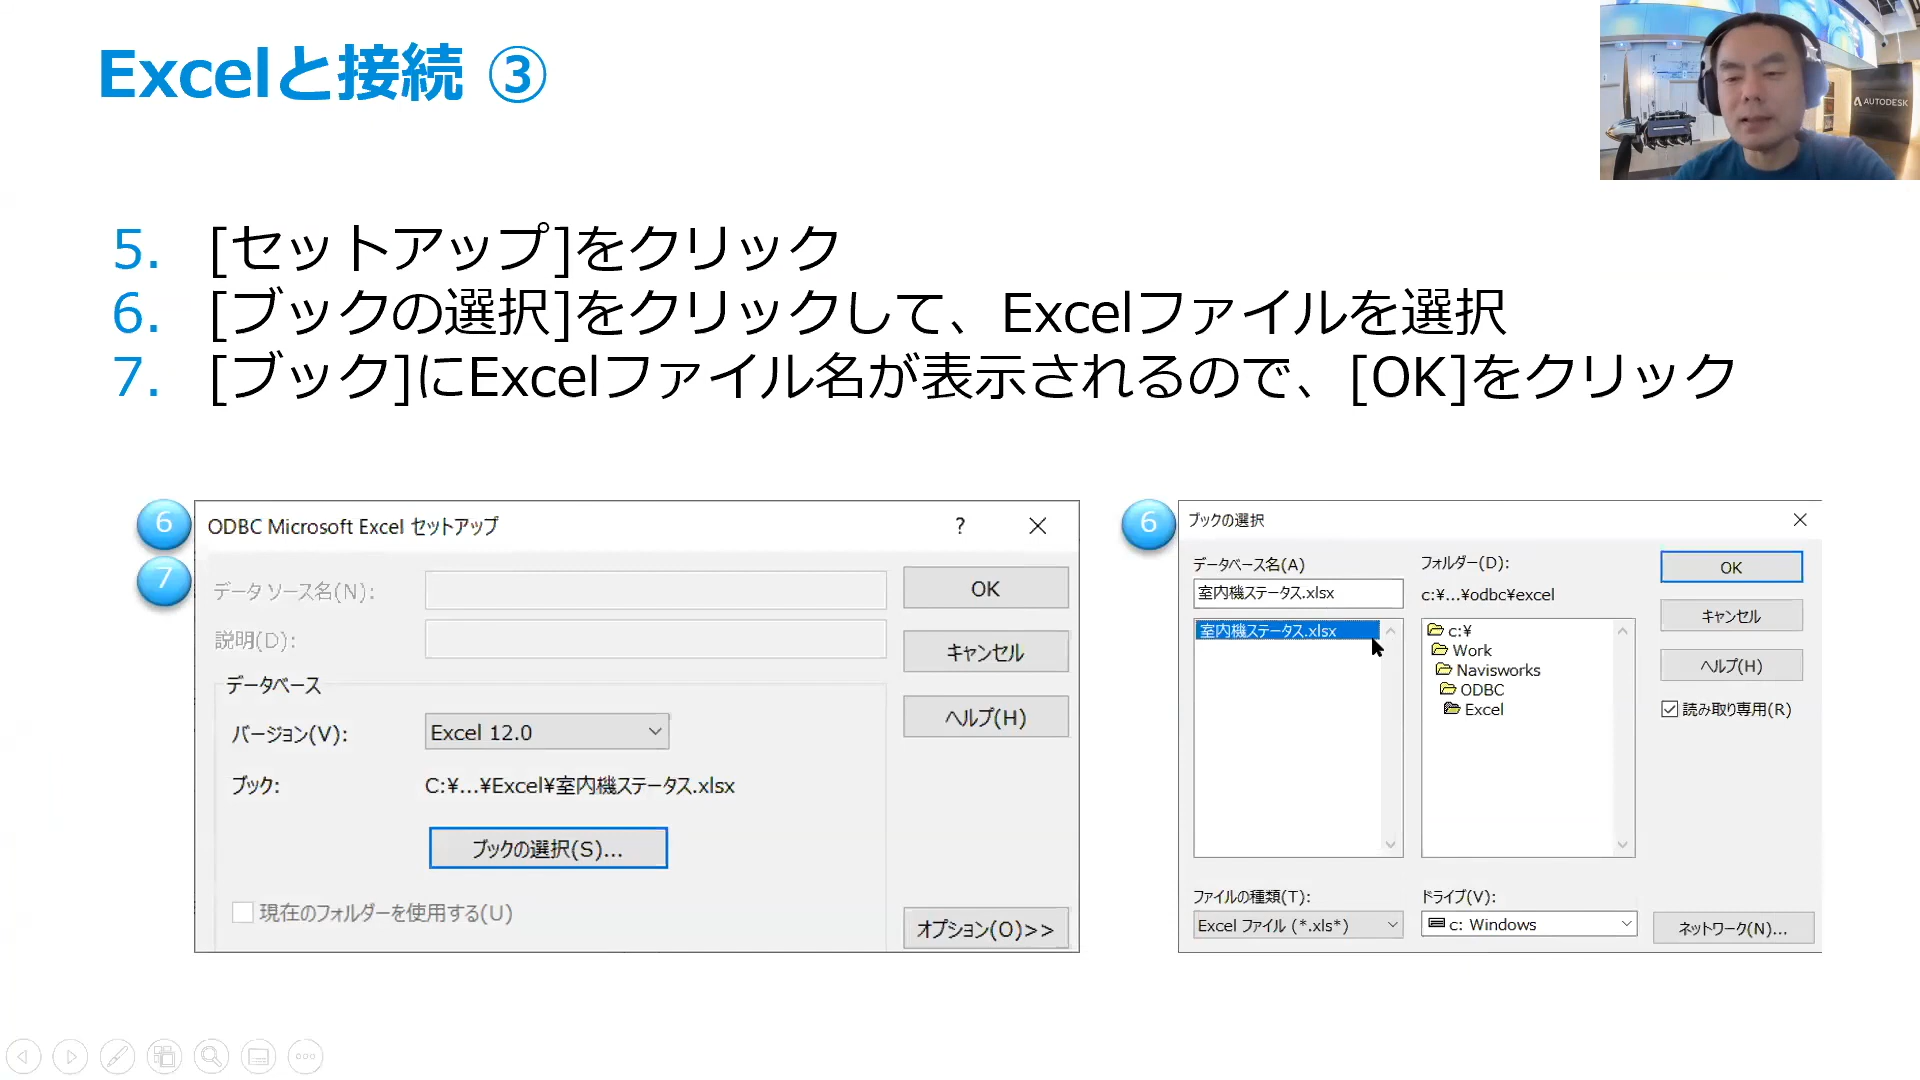 Excelと接続 ③
AUTODESK
5. [セットアップ]をクリック
6. [ブックの選択]をクリックして、Excelファイルを選択
7. [ブック]にExcelファイル名が表示されるので、[OK]をクリック
6
7
ODBC Microsoft Excel セットアップ
?
データ ソース名(N):
OK
説明(D):
キャンセル
データベース
ヘルプ(H)
バージョン(V):
Excel 12.0
ブック:
C:¥...¥Excel¥室内機ステータス.xlsx
ブックの選択(S)...
現在のフォルダーを使用する(U)
オプション(O)>>
6
ブックの選択
データベース名(A)
フォルダー(D):
OK
室内機ステータス.xlsx
c:¥...¥odbc¥excel
キャンセル
室内機ステータス.xlsx
c:¥
Work
Navisworks
ODBC
Excel
ヘルプ(H)
読み取り専用(R)
ファイルの種類(T):
ドライブ(V):
Excel ファイル (*.xls*)
c: Windows
ネットワーク(N)...